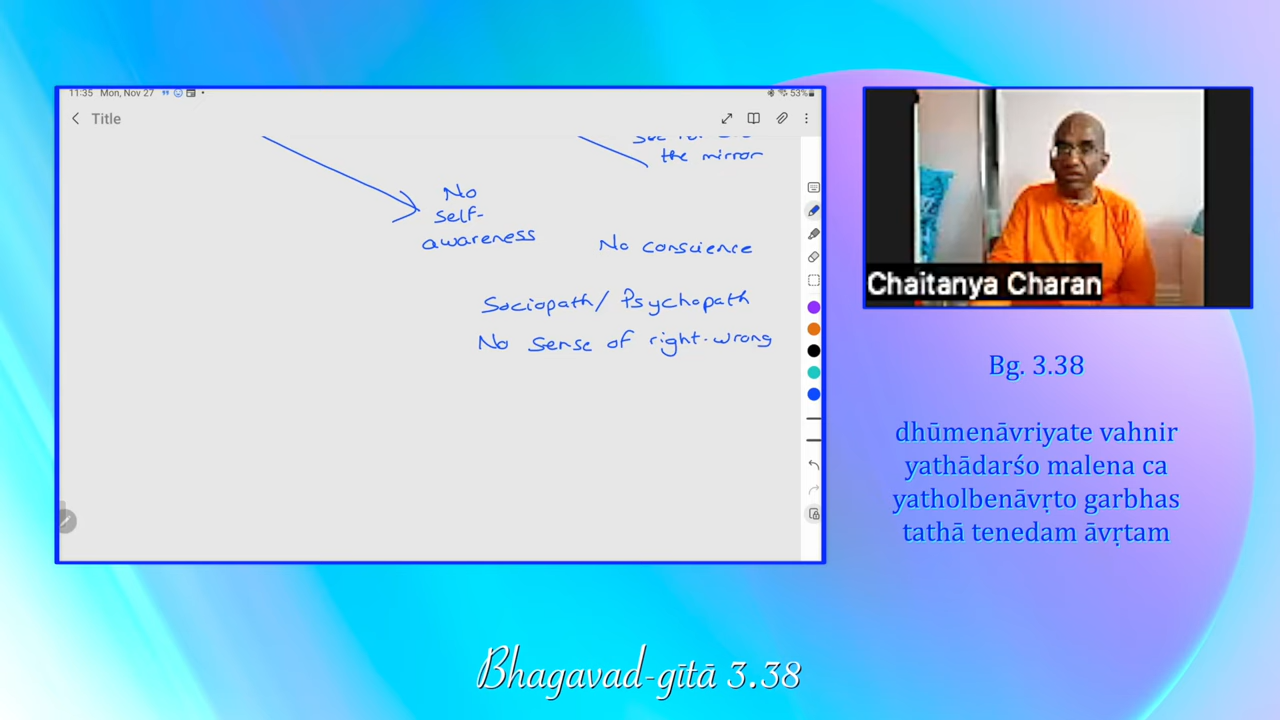 11:35 Mon, Nov 27
53%
Title
the mirror
No
self-
awareness
No conscience
Sociopath/ Psychopath
No sense of right-wrong
Chaitanya Charan
Bg. 3.38
dhūmenāvriyate vahnir
yathādarśo malena ca
yatholbenāvṛto garbhas
tathā tenedam āvṛtam
Bhagavad-gītā 3.38